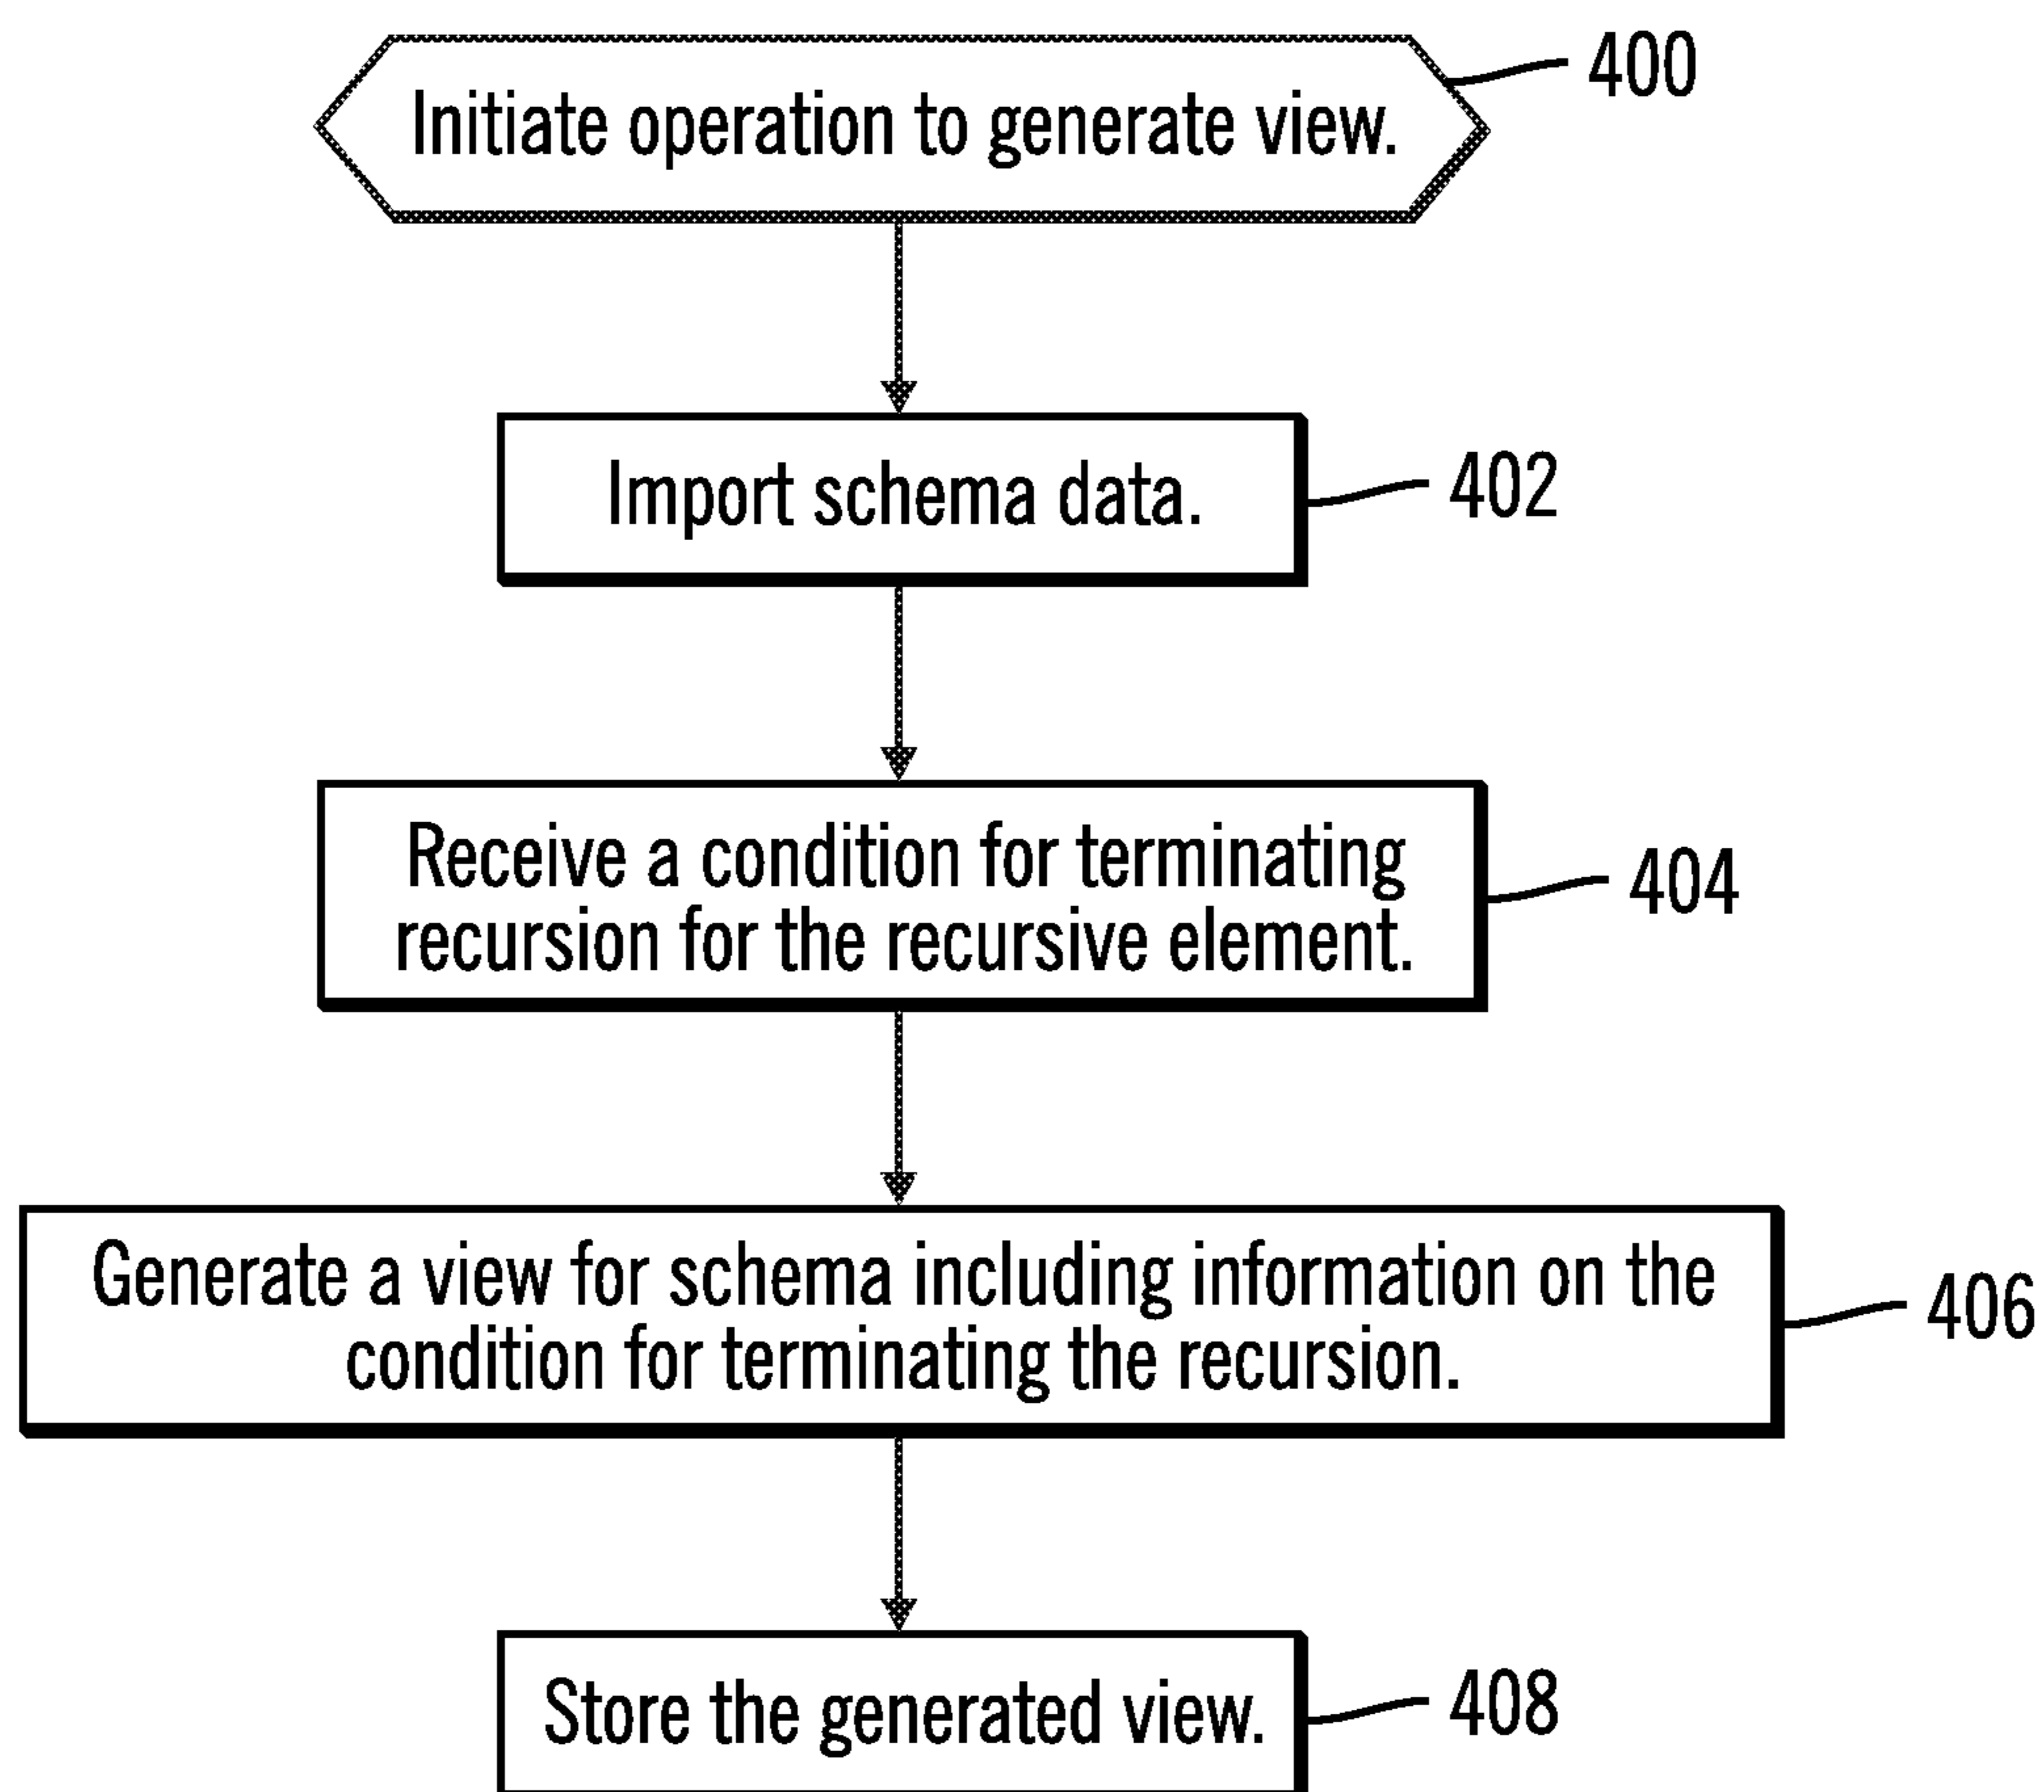 Initiate operation to generate view.
400
Import schema data.
402
Receive a condition for terminating
recursion for the recursive element.
404
Generate a view for schema including information on the
condition for terminating the recursion.
406
Store the generated view.
408